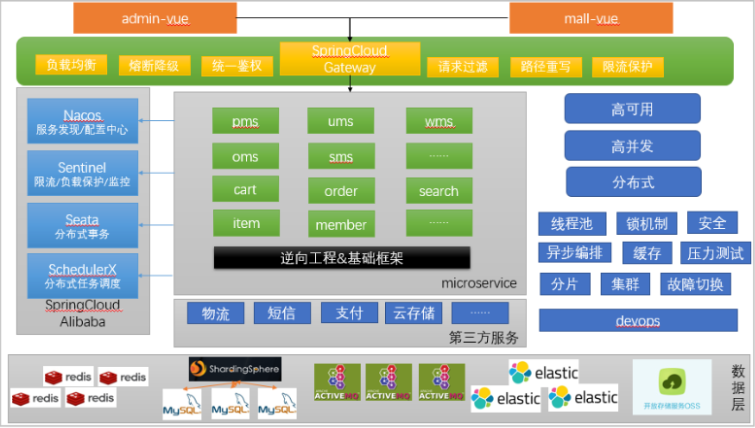 admin-vue
mall-vue
负载均衡
熔断降级
统一鉴权
SpringCloud
Gateway
请求过滤
路径重写
限流保护
Nacos
服务发现/配置中心
Sentinel
限流/负载保护/监控
Seata
分布式事务
SchedulerX
分布式任务调度
SpringCloud
Alibaba
pms
ums
wms
oms
sms
......
cart
order
search
item
member
......
逆向工程&基础框架
microservice
物流
短信
支付
云存储
......
第三方服务
高可用
高并发
分布式
线程池
锁机制
安全
异步编排
缓存
压力测试
分片
集群
故障切换
devops
redis
redis
redis
redis
ShardingSphere
MySQL
MySQL
MySQL
ACTIVEMQ
ACTIVEMQ
ACTIVEMQ
elastic
elastic
elastic
开放存储服务OSS
数据层